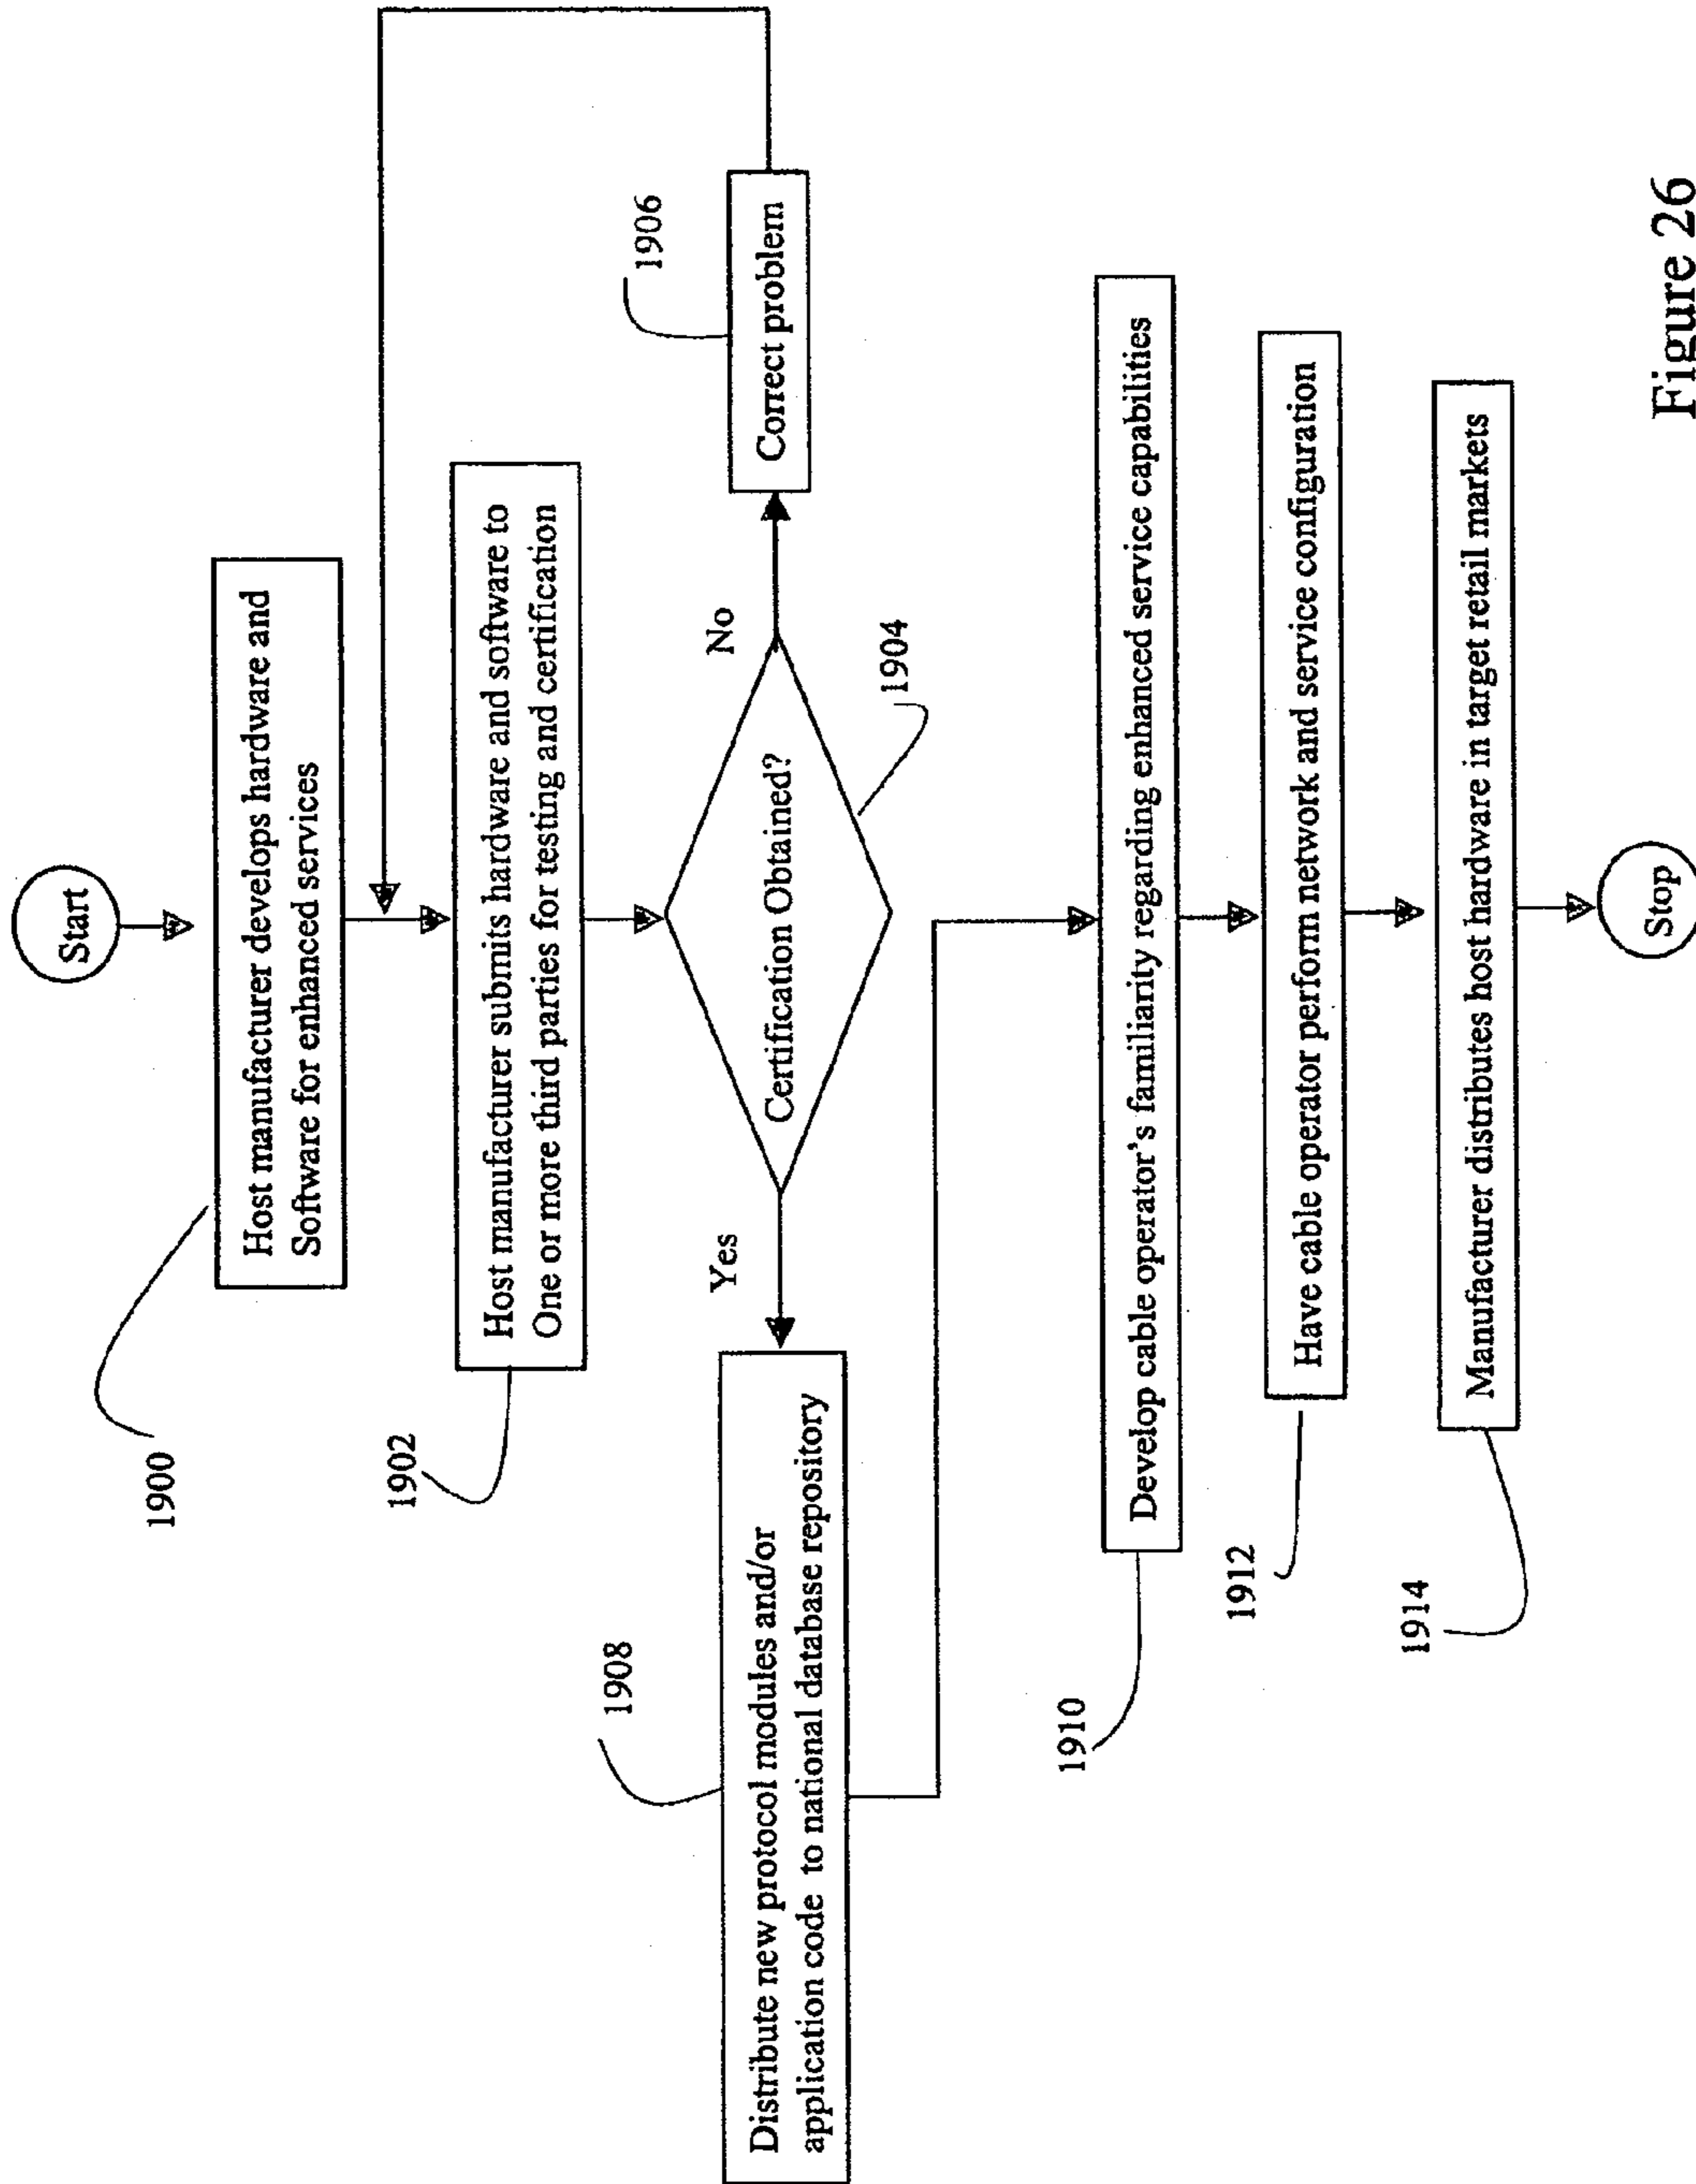 Start
1900
Host manufacturer develops hardware and
Software for enhanced services
1902
Host manufacturer submits hardware and software to
One or more third parties for testing and certification
Certification Obtained?
1904
No
1906
Correct problem
Yes
1908
Distribute new protocol modules and/or
application code to national database repository
1910
Develop cable operator's familiarity regarding enhanced service capabilities
1912
Have cable operator perform network and service configuration
1914
Manufacturer distributes host hardware in target retail markets
Stop
Figure 26